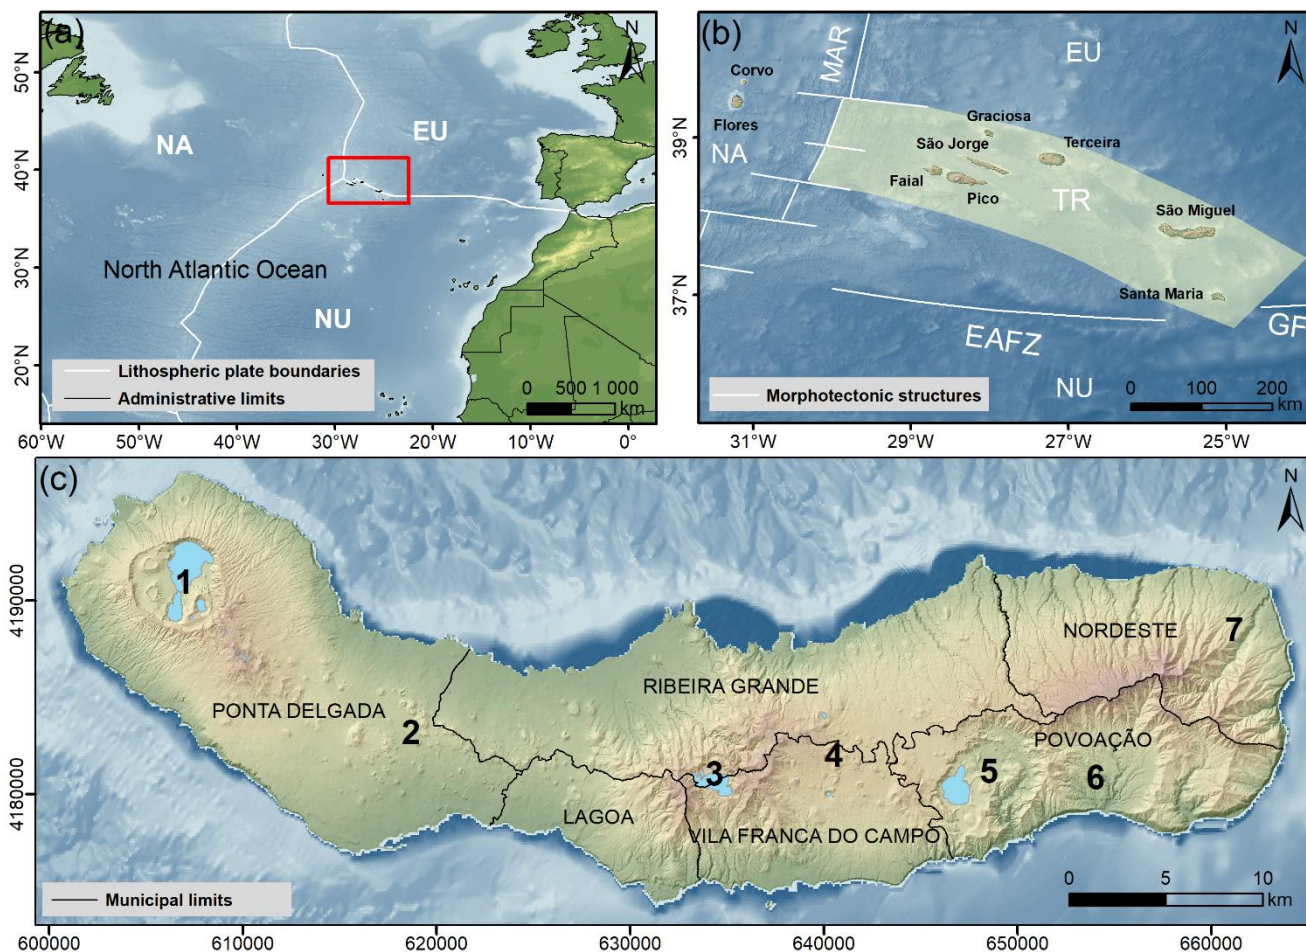 (a)
N
50°N
40°N
30°N
20°N
NA
EU
North Atlantic Ocean
NU
Lithospheric plate boundaries
Administrative limits
0 500 1 000
km
60°W 50°W 40°W 30°W 20°W 10°W 0°
(b)
N
39°N
37°N
MAR
EU
Corvo
Flores
NA
Graciosa
São Jorge
Terceira
Faial
Pico
TR
São Miguel
Santa Maria
EAFZ
GF
NU
Morphotectonic structures
0 100 200
km
31°W 29°W 27°W 25°W
(c)
N
4190000
4180000
1
NORDESTE
7
RIBEIRA GRANDE
PONTA DELGADA
2
POVOAÇÃO
3
4
5
6
LAGOA
VILA FRANCA DO CAMPO
Municipal limits
0 5 10
km
600000 610000 620000 630000 640000 650000 660000